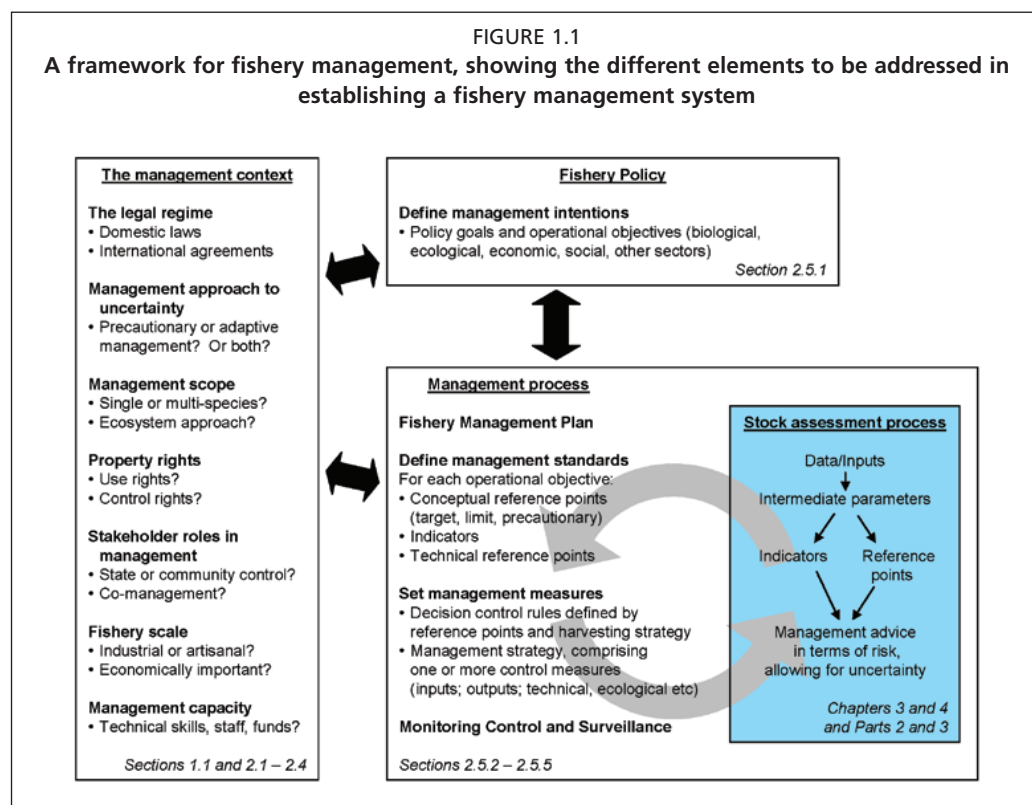 FIGURE 1.1
A framework for fishery management, showing the different elements to be addressed in
establishing a fishery management system
The management context
The legal regime
• Domestic laws
• International agreements
Management approach to
uncertainty
• Precautionary or adaptive
management? Or both?
Management scope
• Single or multi-species?
• Ecosystem approach?
Property rights
• Use rights?
• Control rights?
Stakeholder roles in
management
• State or community control?
• Co-management?
Fishery scale
• Industrial or artisanal?
• Economically important?
Management capacity
• Technical skills, staff, funds?
Sections 1.1 and 2.1 – 2.4
Fishery Policy
Define management intentions
• Policy goals and operational objectives (biological,
ecological, economic, social, other sectors)
Section 2.5.1
Management process
Fishery Management Plan
Define management standards
For each operational objective:
• Conceptual reference points
(target, limit, precautionary)
• Indicators
• Technical reference points
Set management measures
• Decision control rules defined by
reference points and harvesting strategy
• Management strategy, comprising
one or more control measures
(inputs; outputs; technical, ecological etc)
Monitoring Control and Surveillance
Sections 2.5.2 – 2.5.5
Stock assessment process
Data/Inputs
Intermediate parameters
Indicators
Reference
points
Management advice
in terms of risk,
allowing for uncertainty
Chapters 3 and 4
and Parts 2 and 3